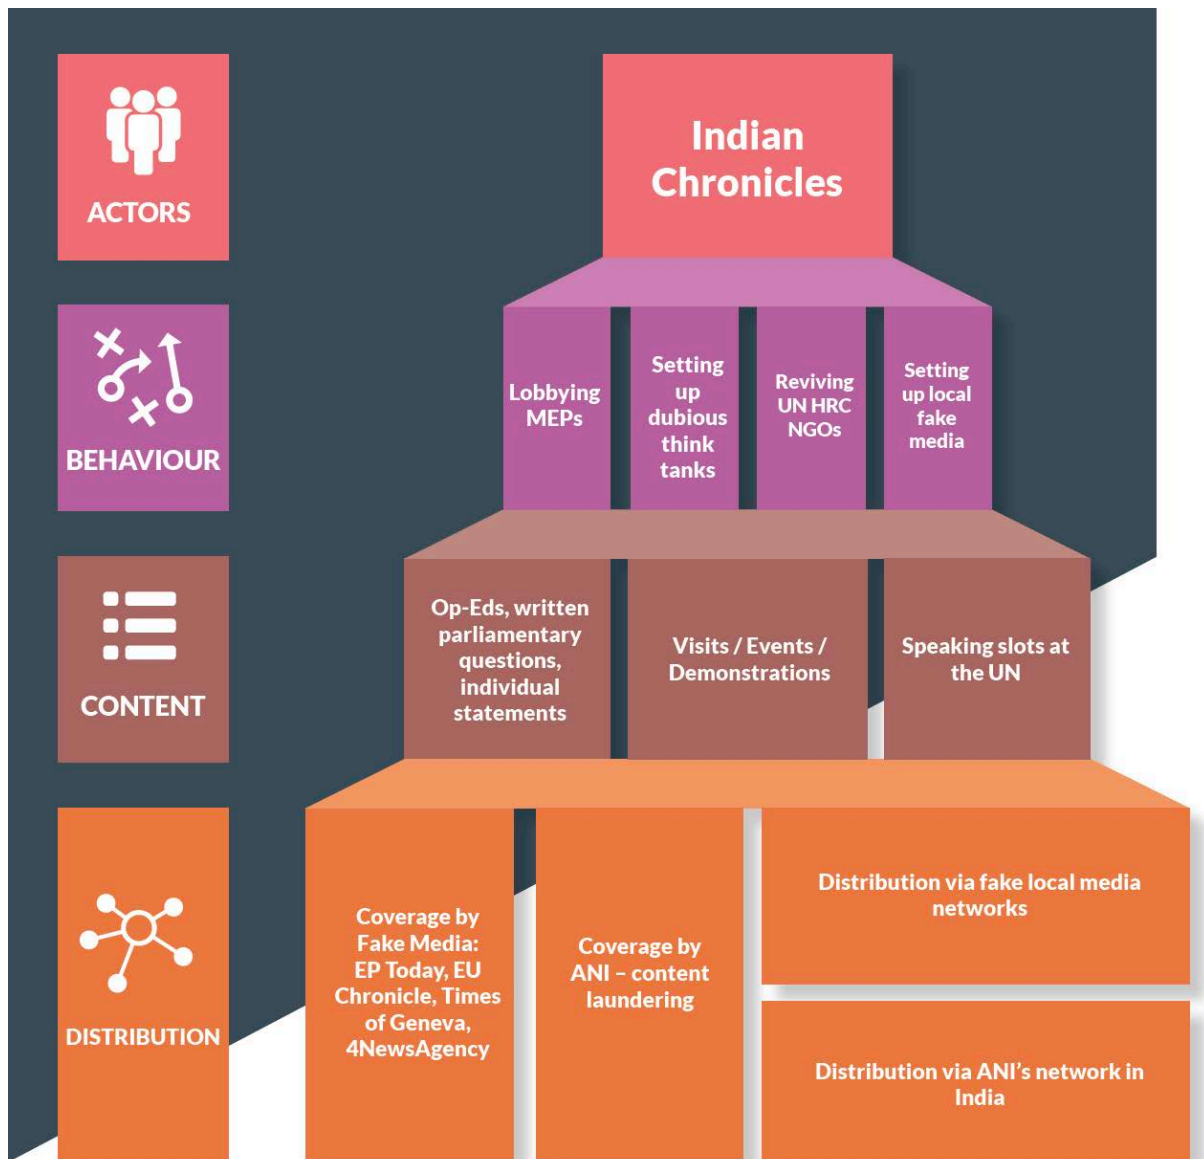 ACTORS
Indian
Chronicles
BEHAVIOUR
Lobbying
MEPs
Setting
up
dubious
think
tanks
Reviving
UN HRC
NGOs
Setting
up local
fake
media
CONTENT
Op-Eds, written
parliamentary
questions,
individual
statements
Visits / Events /
Demonstrations
Speaking slots at
the UN
DISTRIBUTION
Coverage by
Fake Media:
EP Today, EU
Chronicle, Times
of Geneva,
4NewsAgency
Coverage by
ANI – content
laundering
Distribution via fake local media
networks
Distribution via ANI's network in
India